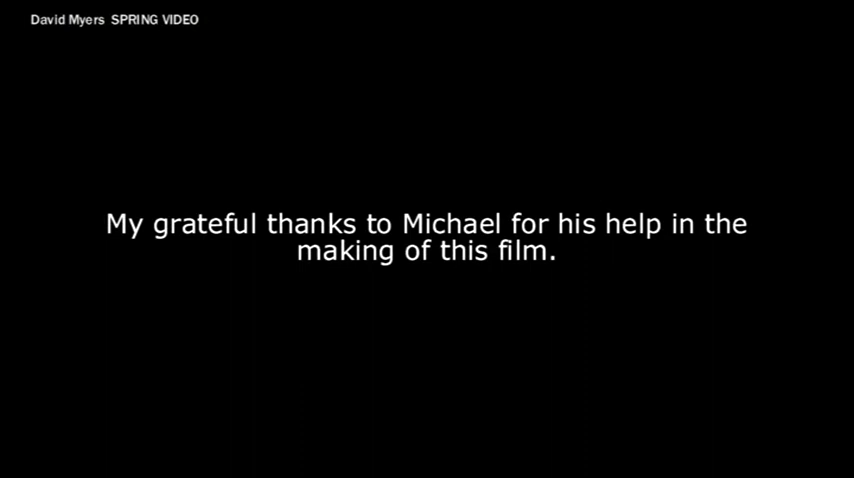 David Myers SPRING VIDEO
My grateful thanks to Michael for his help in the
making of this film.